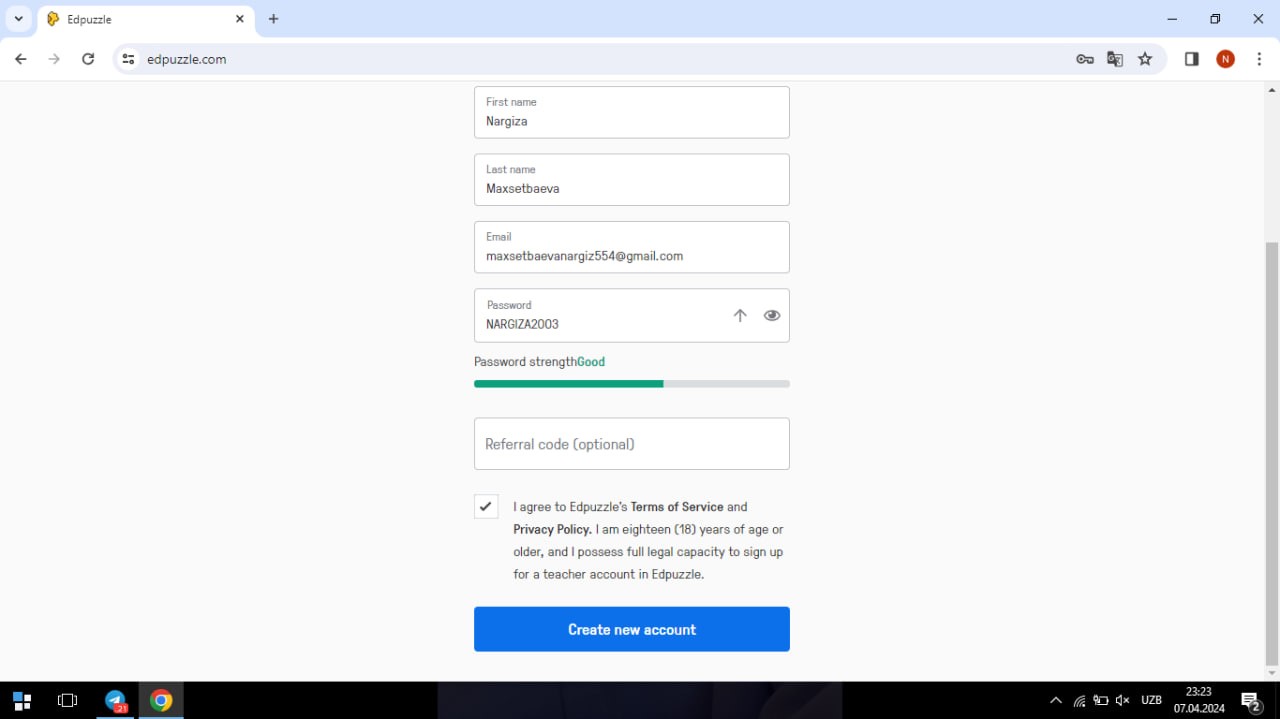 Edpuzzle
edpuzzle.com
N
First name
Nargiza
Last name
Maxsetbaeva
Email
maxsetbaevanargiz554@gmail.com
Password
NARGIZA2003
Password strengthGood
Referral code (optional)
I agree to Edpuzzle's Terms of Service and
Privacy Policy. I am eighteen (18) years of age or
older, and I possess full legal capacity to sign up
for a teacher account in Edpuzzle.
Create new account
21
UZB
23:23
07.04.2024
2